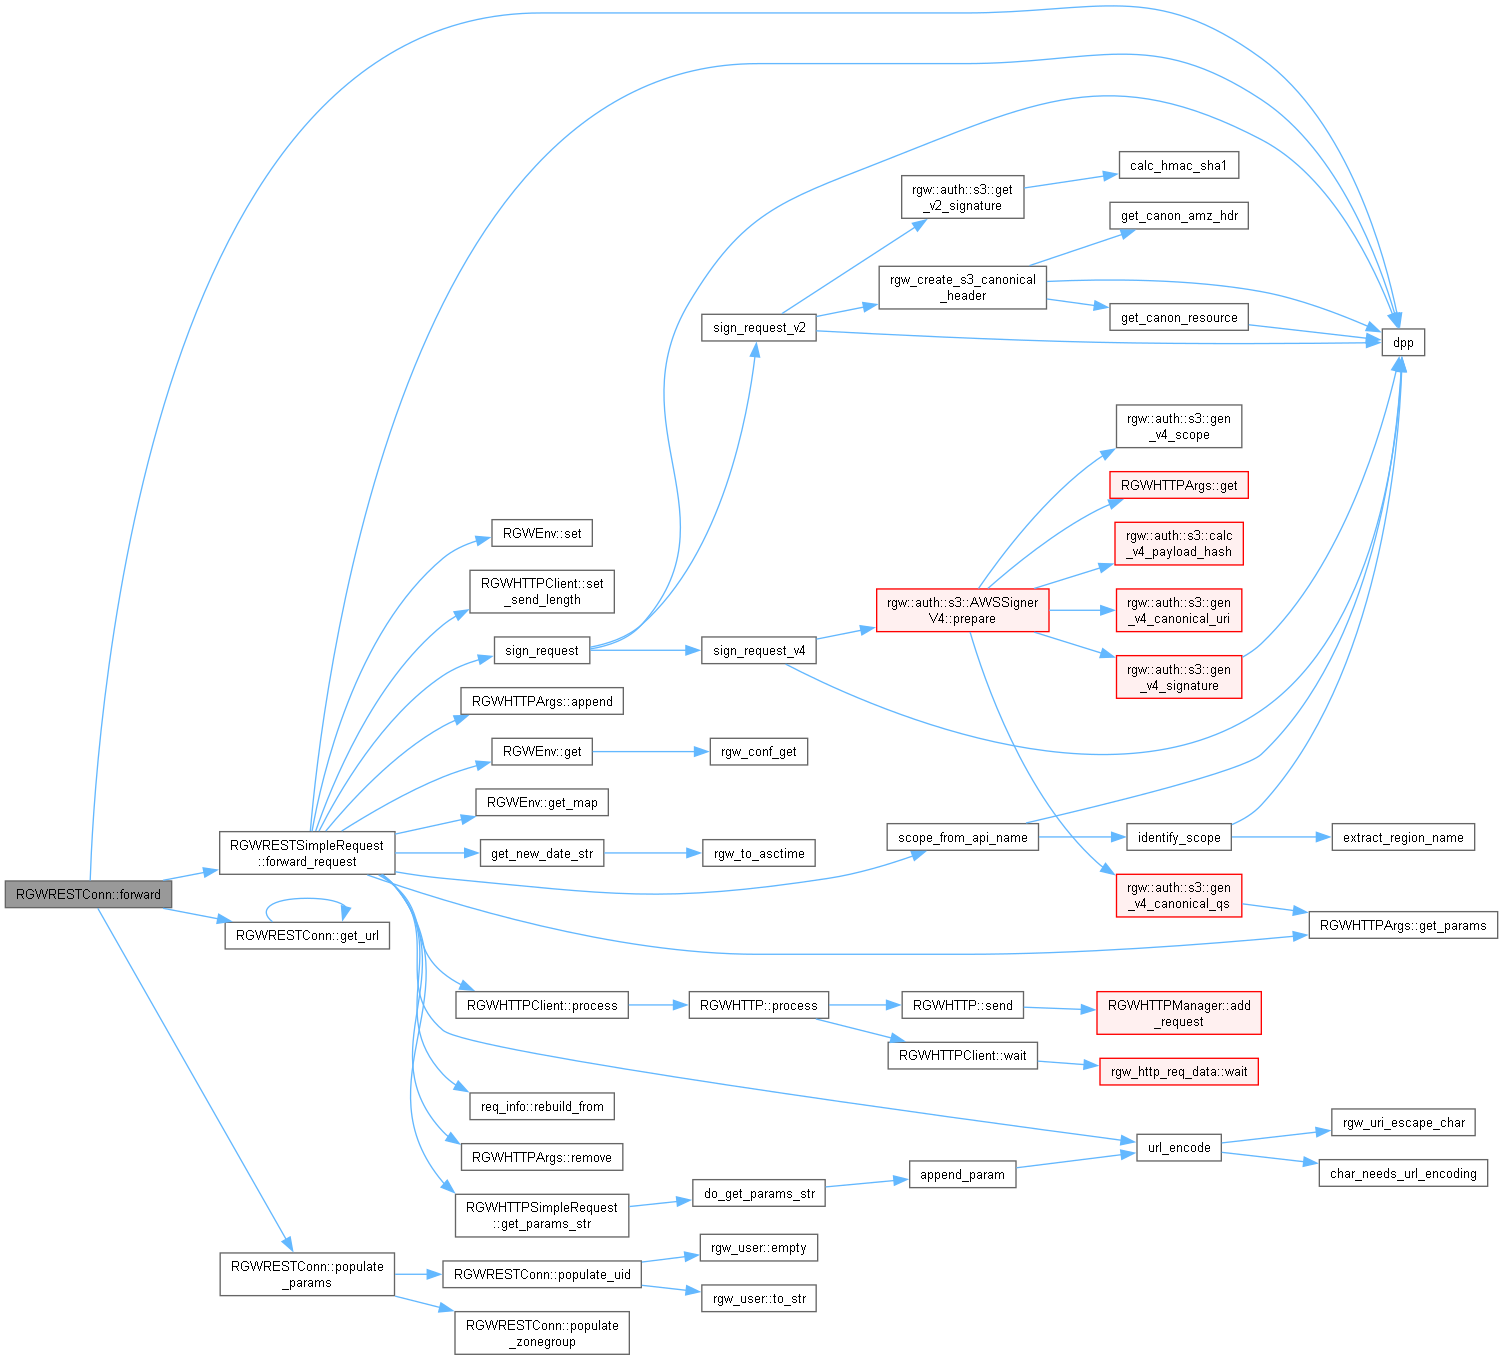 calc_hmac_sha1
rgw::auth::s3::get
_v2_signature
get_canon_amz_hdr
rgw_create_s3_canonical
_header
get_canon_resource
sign_request_v2
dpp
rgw::auth::s3::gen
_v4_scope
RGWHTTPArgs::get
RGWEnv::set
rgw::auth::s3::calc
_v4_payload_hash
RGWHTTPClient::set
_send_length
rgw::auth::s3::AWSSigner
V4::prepare
rgw::auth::s3::gen
_v4_canonical_uri
sign_request
sign_request_v4
rgw::auth::s3::gen
_v4_signature
RGWHTTPArgs::append
RGWEnv::get
rgw_conf_get
RGWEnv::get_map
RGWRESTSimpleRequest
::forward_request
get_new_date_str
rgw_to_asctime
scope_from_api_name
identify_scope
extract_region_name
RGWRESTConn::forward
rgw::auth::s3::gen
_v4_canonical_qs
RGWRESTConn::get_url
RGWHTTPArgs::get_params
RGWHTTPClient::process
RGWHTTP::process
RGWHTTP::send
RGWHTTPManager::add
_request
RGWHTTPClient::wait
rgw_http_req_data::wait
req_info::rebuild_from
rgw_uri_escape_char
RGWHTTPArgs::remove
url_encode
char_needs_url_encoding
append_param
do_get_params_str
RGWHTTPSimpleRequest
::get_params_str
rgw_user::empty
RGWRESTConn::populate
_params
RGWRESTConn::populate_uid
rgw_user::to_str
RGWRESTConn::populate
_zonegroup